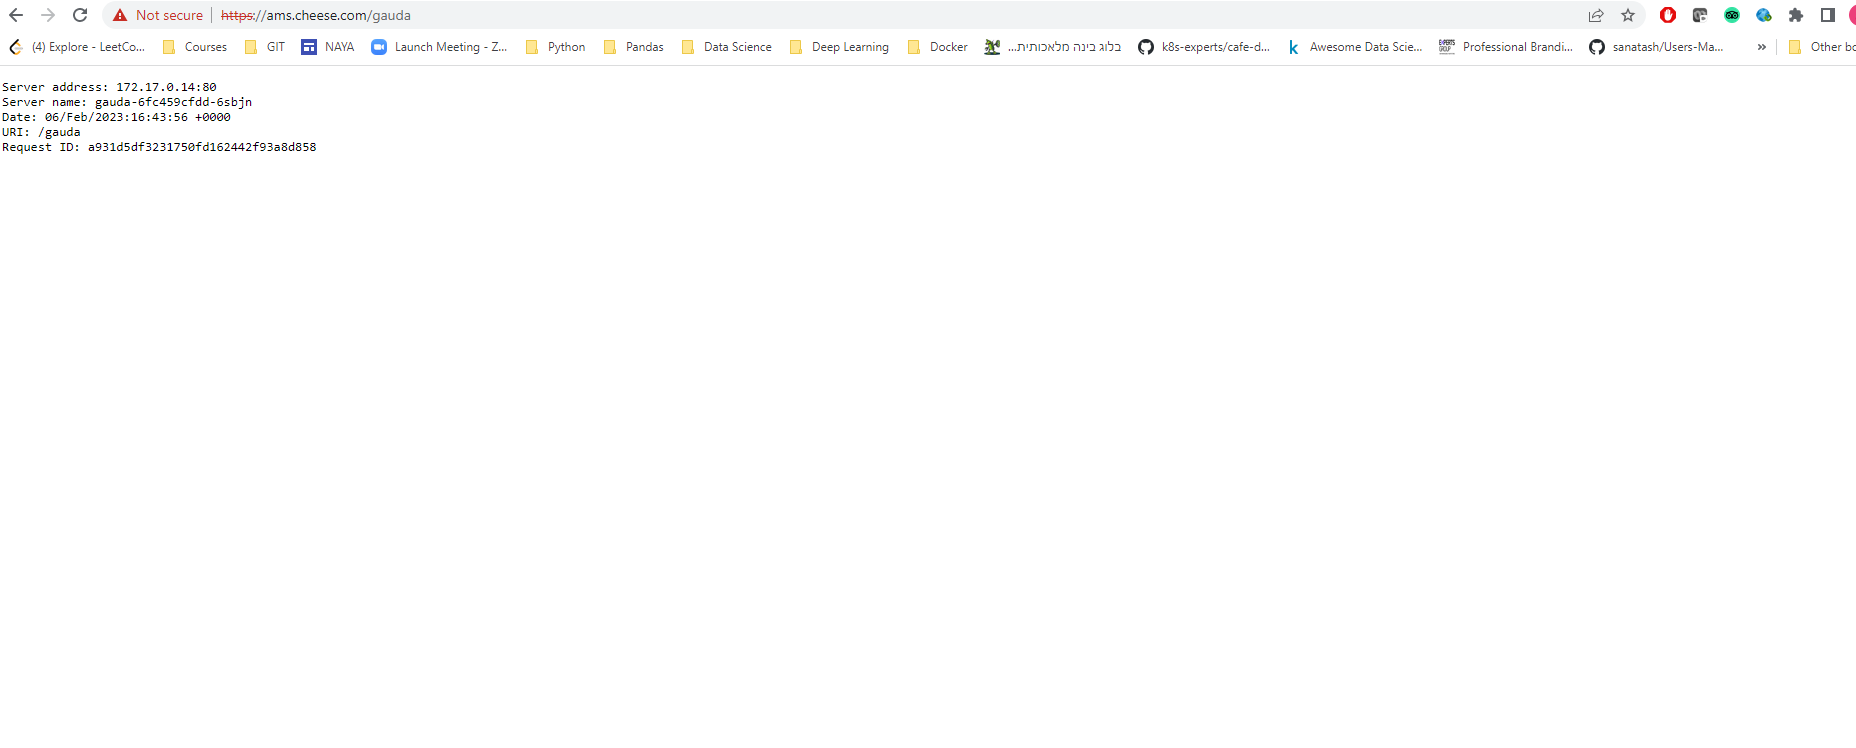 Not secure https://ams.cheese.com/gauda
(4) Explore - LeetCo... Courses GIT NAYA Launch Meeting - Z... Python Pandas Data Science Deep Learning Docker בלוג בינה מלאכותית... k8s-experts/cafe-d... k Awesome Data Scie... EXPERTS GROUP Professional Brandi... sanatash/Users-Ma... » Other bo
Server address: 172.17.0.14:80
Server name: gauda-6fc459cfdd-6sbjn
Date: 06/Feb/2023:16:43:56 +0000
URI: /gauda
Request ID: a931d5df3231750fd162442f93a8d858